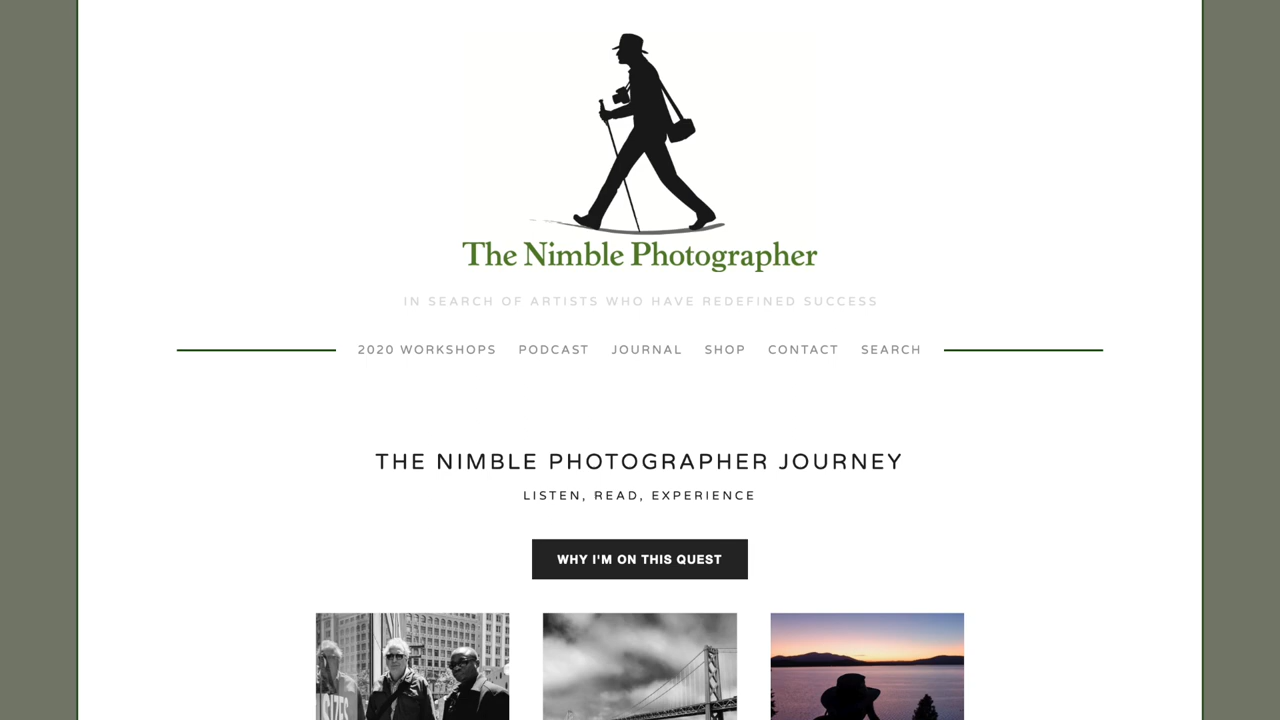 The Nimble Photographer
IN SEARCH OF ARTISTS WHO HAVE REDEFINED SUCCESS
2020 WORKSHOPS PODCAST JOURNAL SHOP CONTACT SEARCH
THE NIMBLE PHOTOGRAPHER JOURNEY
LISTEN, READ, EXPERIENCE
WHY I'M ON THIS QUEST
SIZES